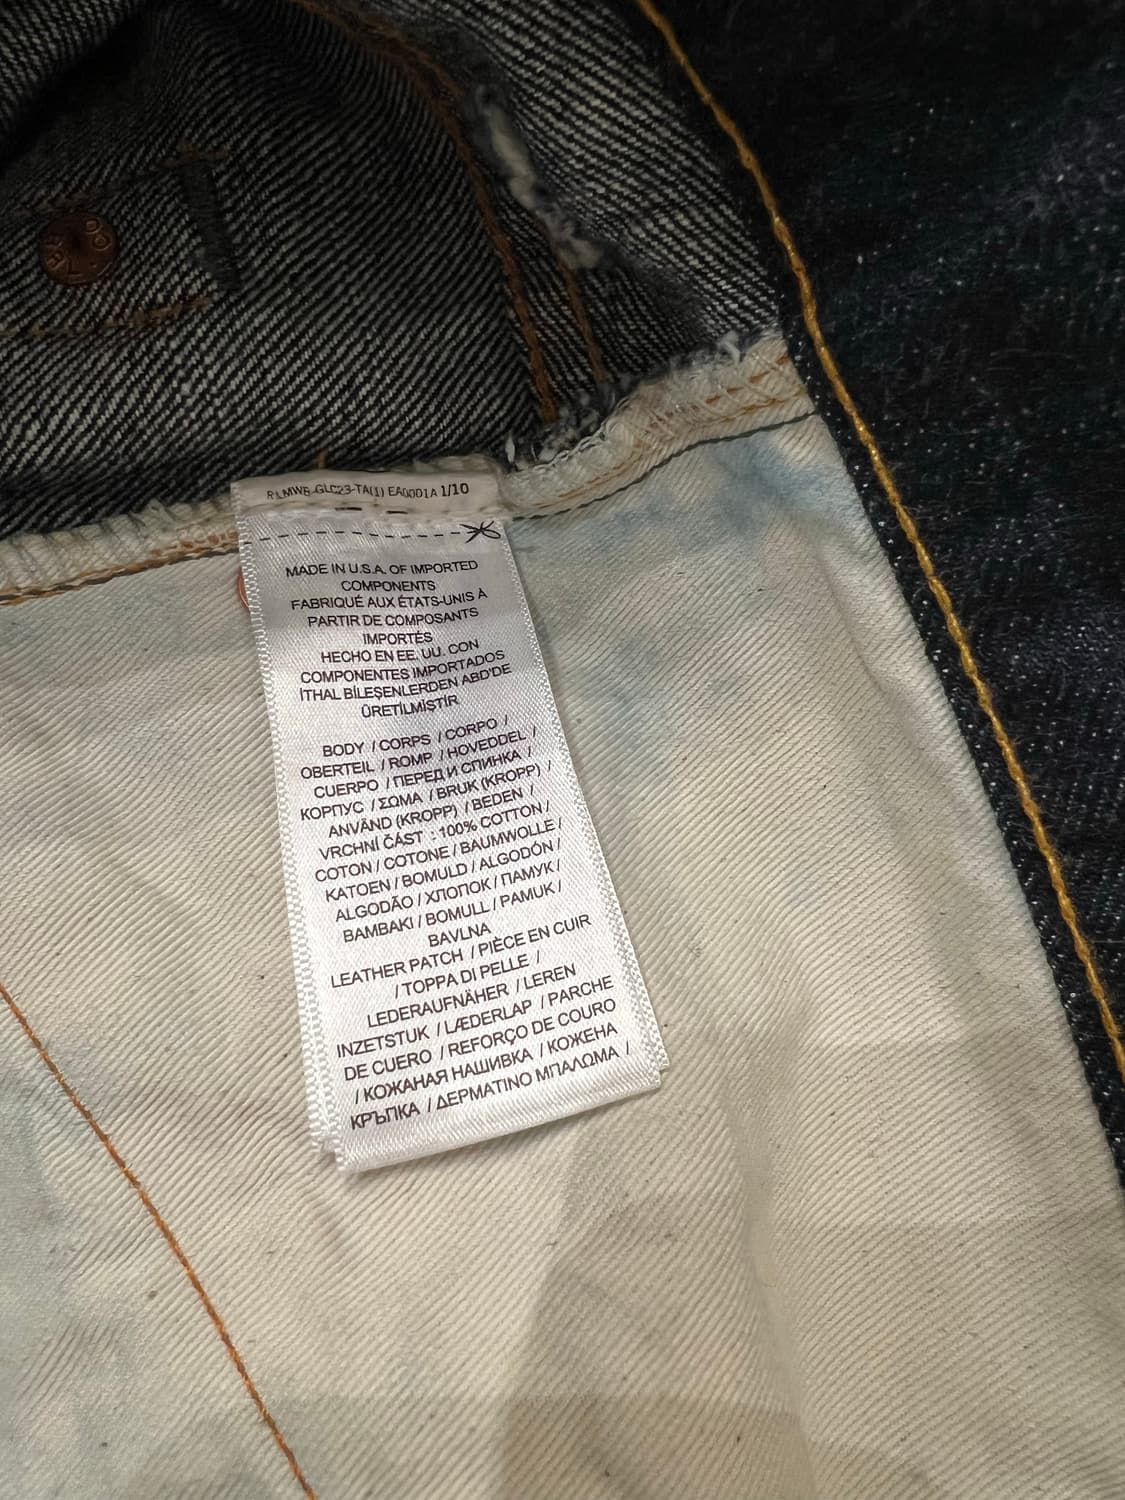 EA0001A 1/10
MADE IN U.S.A. OF IMPORTED
COMPONENTS
FABRIQUÉ AUX ÉTATS-UNIS À
PARTIR DE COMPOSANTS
IMPORTÉS
HECHO EN EE. UU. CON
COMPONENTES IMPORTADOS
İTHAL BİLEŞENLERDEN ABD'DE
ÜRETİLMİŞTİR
BODY / CORPS / CORPO /
OBERTEIL / ROMP / HOVEDDEL /
CUERPO / ПЕРЕД И СПИНКА /
КОРПУС / ΣΩΜΑ / BRUK (KROPP) /
ANVÄND (KROPP) / BEDEN /
VRCHNÍ ČÁST : 100% COTTON /
COTON / COTONE / BAUMWOLLE /
KATOEN / BOMULD / ALGODÓN /
ALGODÃO / ХЛОПОК / ПАМУК /
BAMBAKI / BOMULL / PAMUK /
BAVLNA
LEATHER PATCH / PIÈCE EN CUIR
/ TOPPA DI PELLE /
LEDERAUFNÄHER / LEREN
INZETSTUK / LÆDERLAP / PARCHE
DE CUERO / REFORÇO DE COURO
/ КОЖАНАЯ НАШИВКА / КОЖЕНА
КРЪПКА / ΔΕΡΜΑΤΙΝΟ ΜΠΑΛΩΜΑ /